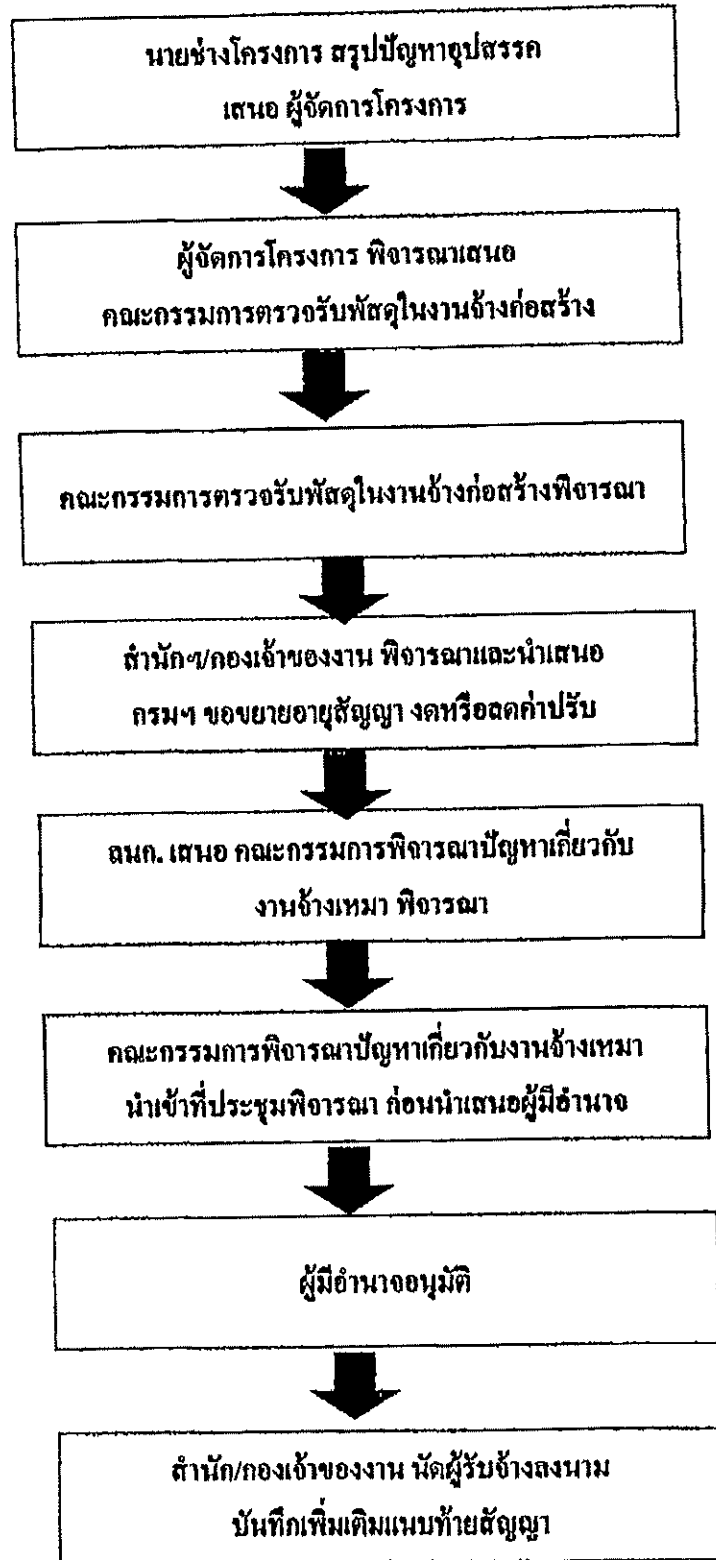 นายช่างโครงการ สรุปปัญหาอุปสรรค
เสนอ ผู้จัดการโครงการ
ผู้จัดการโครงการ พิจารณาเสนอ
คณะกรรมการตรวจรับพัสดุในงานจ้างก่อสร้าง
คณะกรรมการตรวจรับพัสดุในงานจ้างก่อสร้างพิจารณา
สำนักฯ/กองเจ้าของงาน พิจารณาและนำเสนอ
กรมฯ ขอขยายอายุสัญญา งดหรือลดค่าปรับ
ลนก. เสนอ คณะกรรมการพิจารณาปัญหาเกี่ยวกับ
งานจ้างเหมา พิจารณา
คณะกรรมการพิจารณาปัญหาเกี่ยวกับงานจ้างเหมา
นำเข้าที่ประชุมพิจารณา ก่อนนำเสนอผู้มีอำนาจ
ผู้มีอำนาจอนุมัติ
สำนัก/กองเจ้าของงาน นัดผู้รับจ้างลงนาม
บันทึกเพิ่มเติมแนบท้ายสัญญา